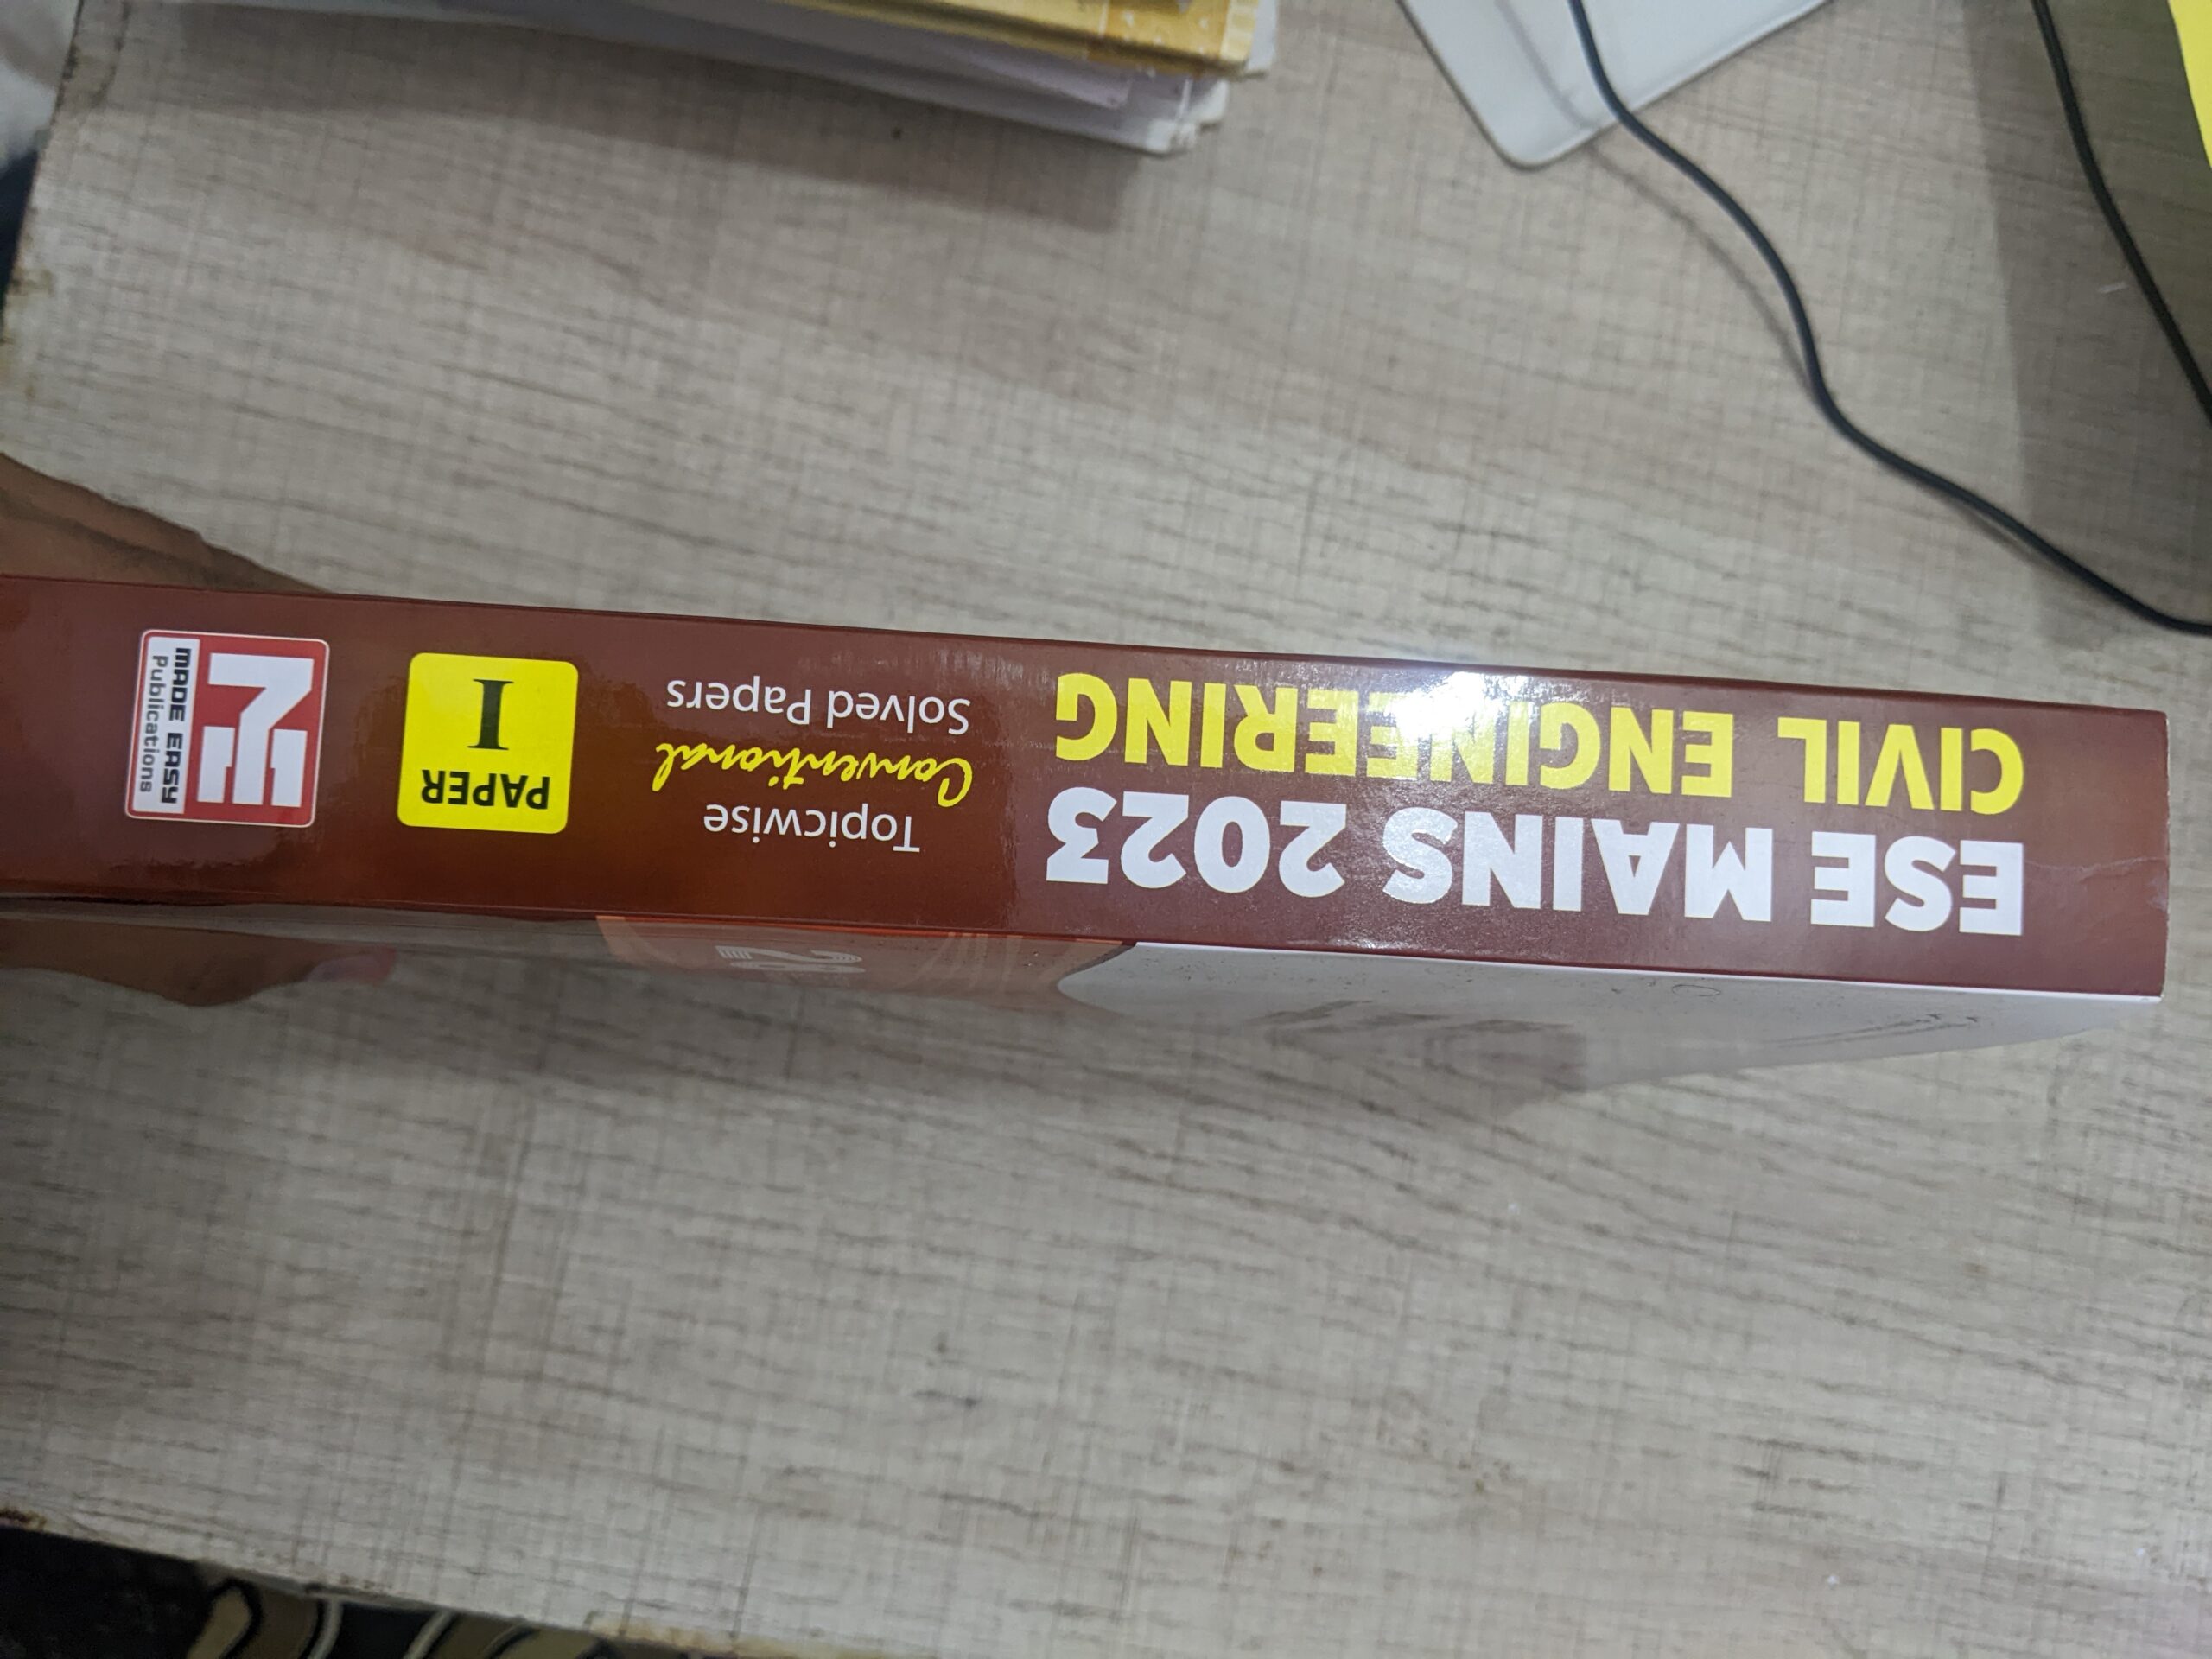 ESE MAINS 2023
CIVIL ENGINEERING
Topicwise
Conventional
Solved Papers
PAPER
I
MADE EASY
Publications